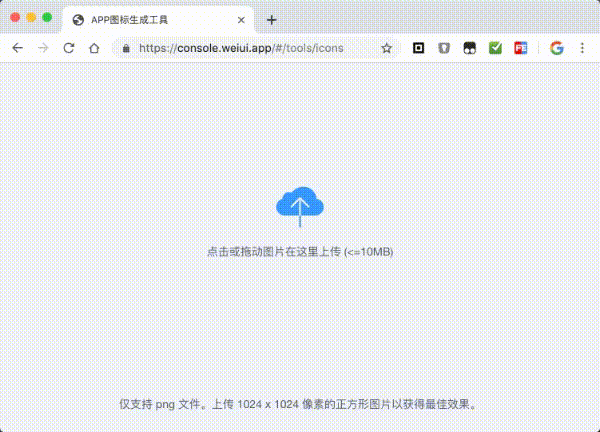 APP图标生成工具
https://console.weiui.app/#/tools/icons
点击或拖动图片在这里上传 (<=10MB)
仅支持 png 文件。上传 1024 x 1024 像素的正方形图片以获得最佳效果。